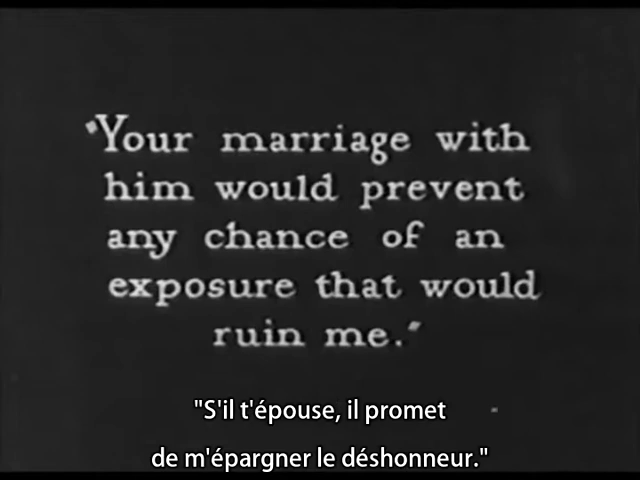 "Your marriage with
him would prevent
any chance of an
exposure that would
ruin me."
"S'il t'épouse, il promet
de m'épargner le déshonneur."